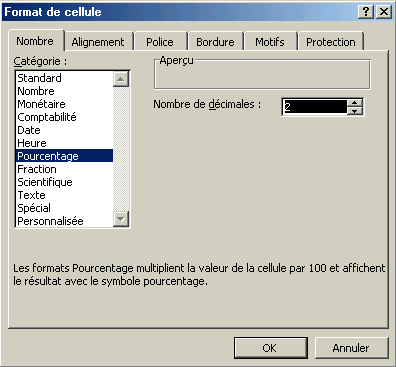 Format de cellule
Nombre Alignement Police Bordure Motifs Protection
Catégorie :
Standard
Nombre
Monétaire
Comptabilité
Date
Heure
Pourcentage
Fraction
Scientifique
Texte
Spécial
Personnalisée
Aperçu
Nombre de décimales : 2
Les formats Pourcentage multiplient la valeur de la cellule par 100 et affichent
le résultat avec le symbole pourcentage.
OK Annuler